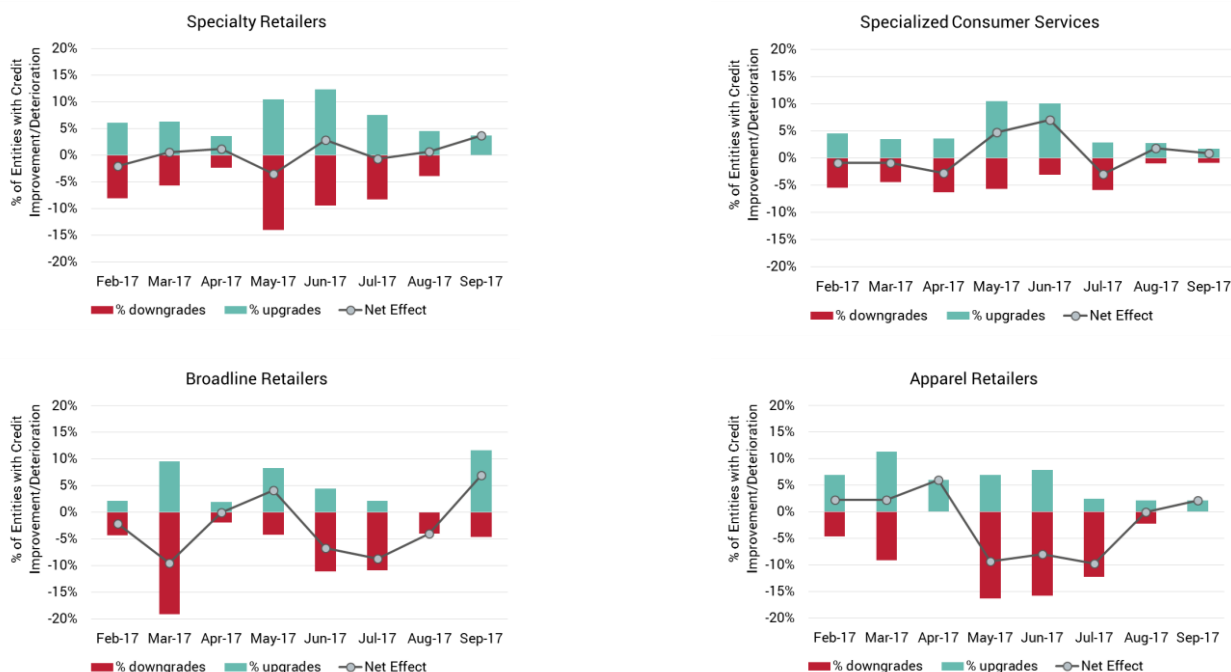 Specialty Retailers
% of Entities with Credit
Improvement/Deterioration
20%
15%
10%
5%
0%
-5%
-10%
-15%
-20%
Feb-17 Mar-17 Apr-17 May-17 Jun-17 Jul-17 Aug-17 Sep-17
% downgrades % upgrades Net Effect
Specialized Consumer Services
% of Entities with Credit
Improvement/Deterioration
20%
15%
10%
5%
0%
-5%
-10%
-15%
-20%
Feb-17 Mar-17 Apr-17 May-17 Jun-17 Jul-17 Aug-17 Sep-17
% downgrades % upgrades Net Effect
Broadline Retailers
% of Entities with Credit
Improvement/Deterioration
20%
15%
10%
5%
0%
-5%
-10%
-15%
-20%
Feb-17 Mar-17 Apr-17 May-17 Jun-17 Jul-17 Aug-17 Sep-17
% downgrades % upgrades Net Effect
Apparel Retailers
% of Entities with Credit
Improvement/Deterioration
20%
15%
10%
5%
0%
-5%
-10%
-15%
-20%
Feb-17 Mar-17 Apr-17 May-17 Jun-17 Jul-17 Aug-17 Sep-17
% downgrades % upgrades Net Effect